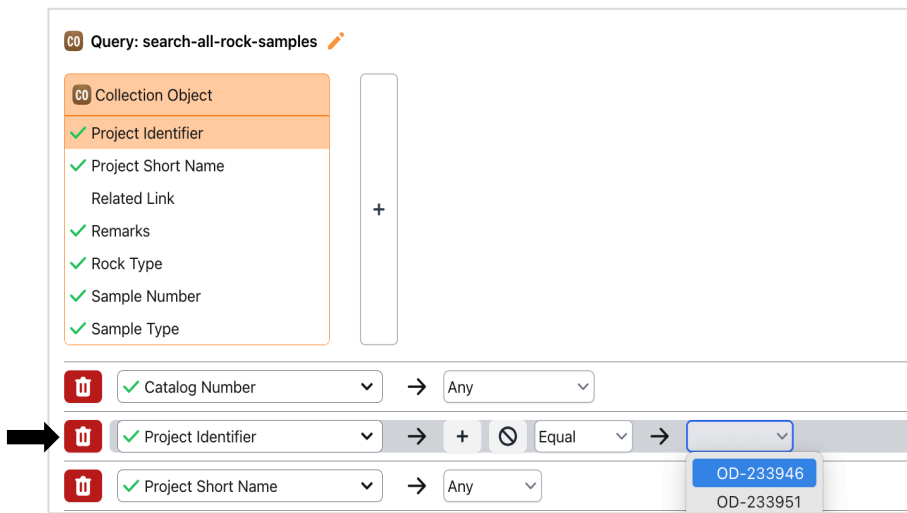 CO Query: search-all-rock-samples
CO Collection Object
Project Identifier
Project Short Name
Related Link
Remarks
Rock Type
Sample Number
Sample Type
+
Catalog Number → Any
Project Identifier → + Equal →
OD-233946
Project Short Name → Any
OD-233951